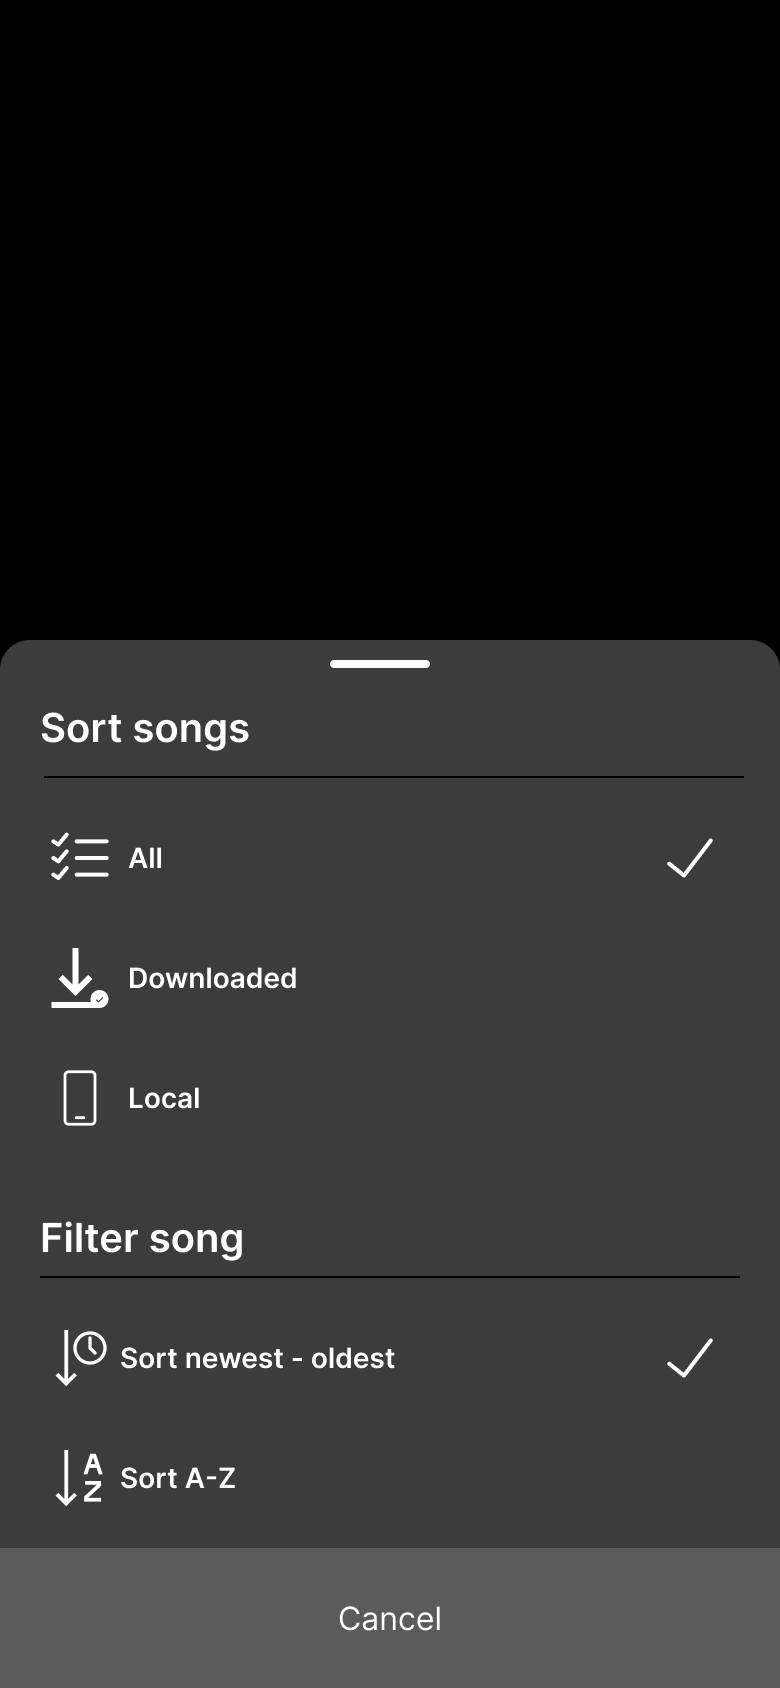 Sort songs
All
Downloaded
Local
Filter song
Sort newest - oldest
Sort A-Z
Cancel